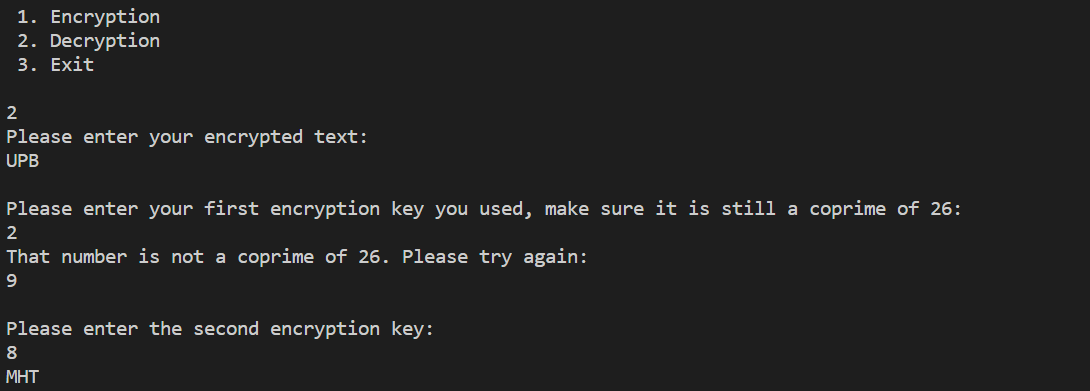 1. Encryption
2. Decryption
3. Exit
2
Please enter your encrypted text:
UPB
Please enter your first encryption key you used, make sure it is still a coprime of 26:
2
That number is not a coprime of 26. Please try again:
9
Please enter the second encryption key:
8
MHT